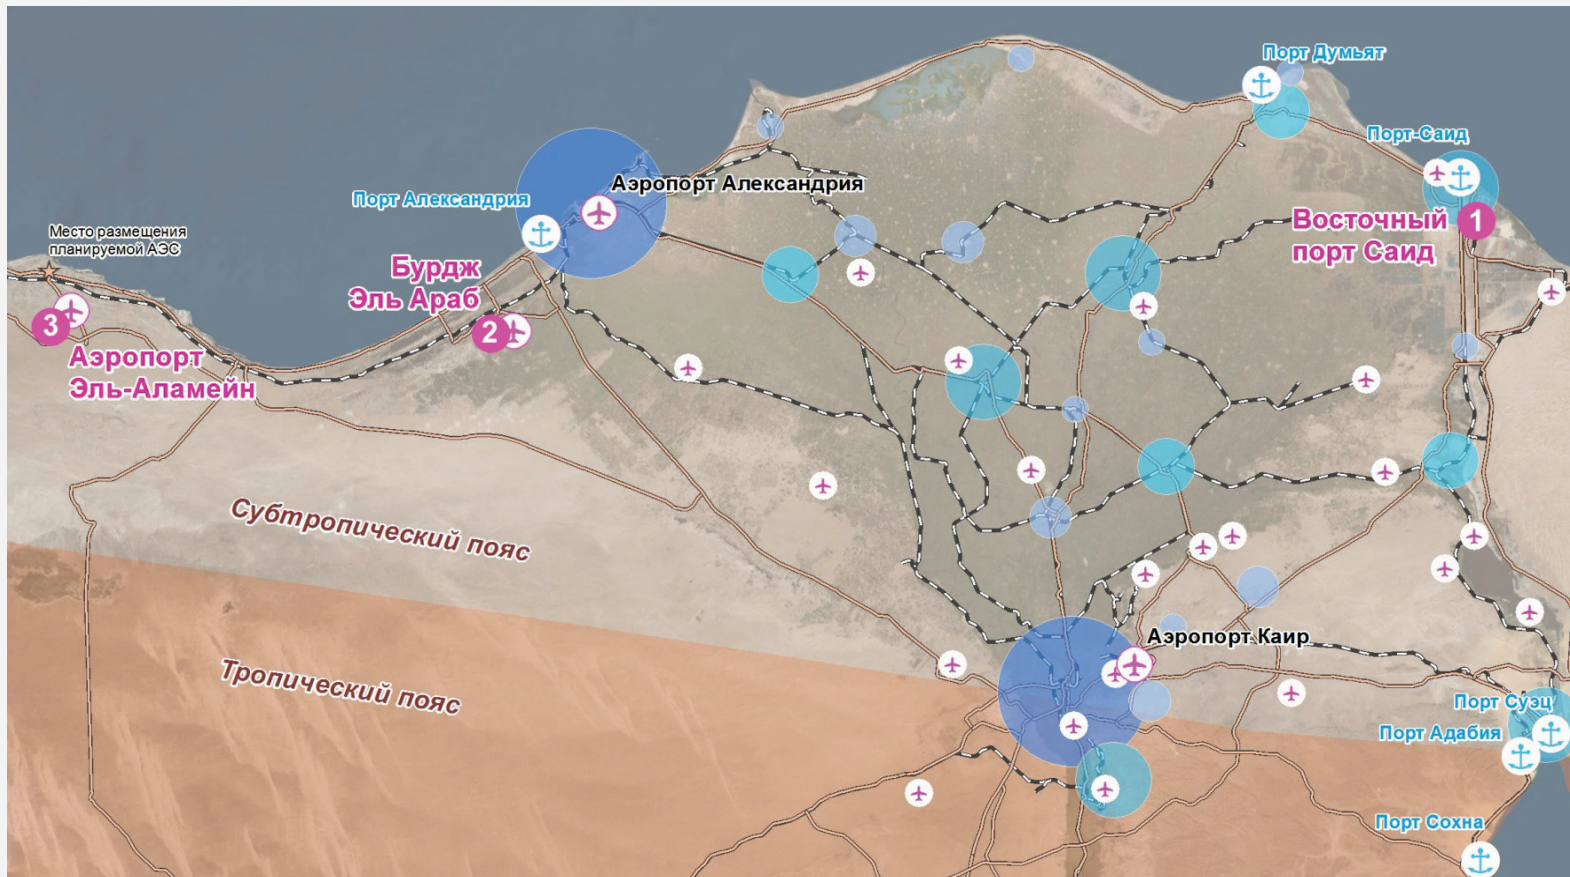 Порт Думьят
Порт-Саид
Аэропорт Александрия
Порт Александрия
Восточный
порт Саид
1
Место размещения
планируемой АЭС
Бурдж
Эль Араб
2
3
Аэропорт
Эль-Аламейн
Субтропический пояс
Аэропорт Каир
Тропический пояс
Порт Суэц
Порт Адабия
Порт Сохна